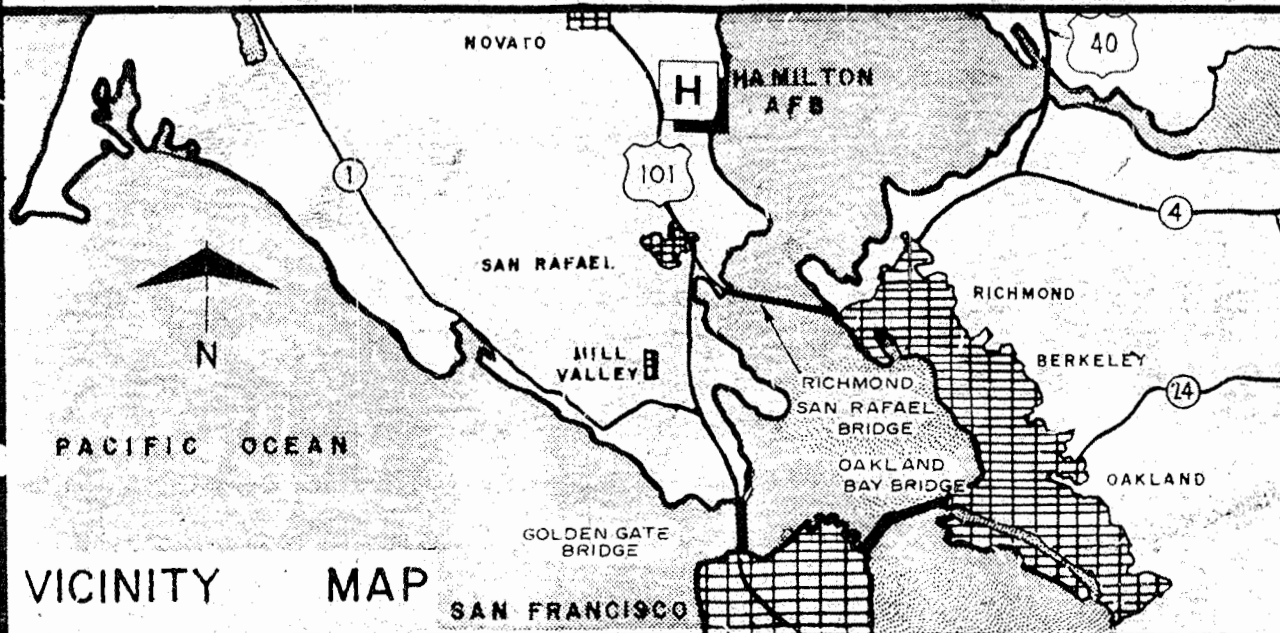 NOVATO
40
H
HAMILTON
AFB
101
1
4
SAN RAFAEL
RICHMOND
N
MILL
VALLEY
BERKELEY
RICHMOND
SAN RAFAEL
BRIDGE
24
PACIFIC OCEAN
OAKLAND
BAY BRIDGE
OAKLAND
GOLDEN GATE
BRIDGE
VICINITY MAP
SAN FRANCISCO